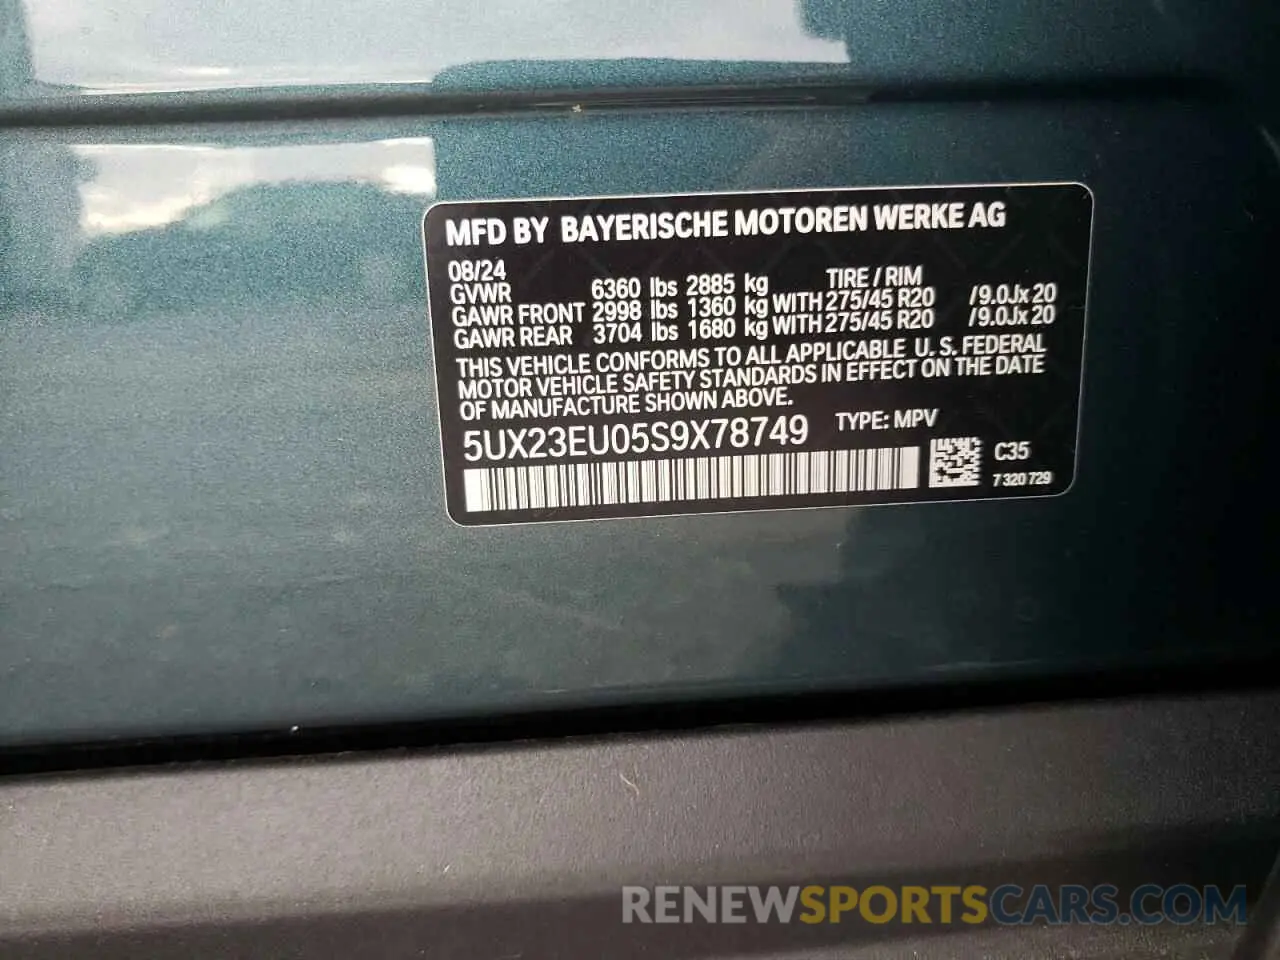 MFD BY BAYERISCHE MOTOREN WERKE AG
08/24 TIRE / RIM
GVWR 6360 lbs 2885 kg
GAWR FRONT 2998 lbs 1360 kg WITH 275/45 R20 /9.0Jx20
GAWR REAR 3704 lbs 1680 kg WITH 275/45 R20 /9.0Jx20
THIS VEHICLE CONFORMS TO ALL APPLICABLE U.S. FEDERAL
MOTOR VEHICLE SAFETY STANDARDS IN EFFECT ON THE DATE
OF MANUFACTURE SHOWN ABOVE.
5UX23EU05S9X78749 TYPE: MPV
C35
7 320 729
RENEWSPORTSCARS.COM